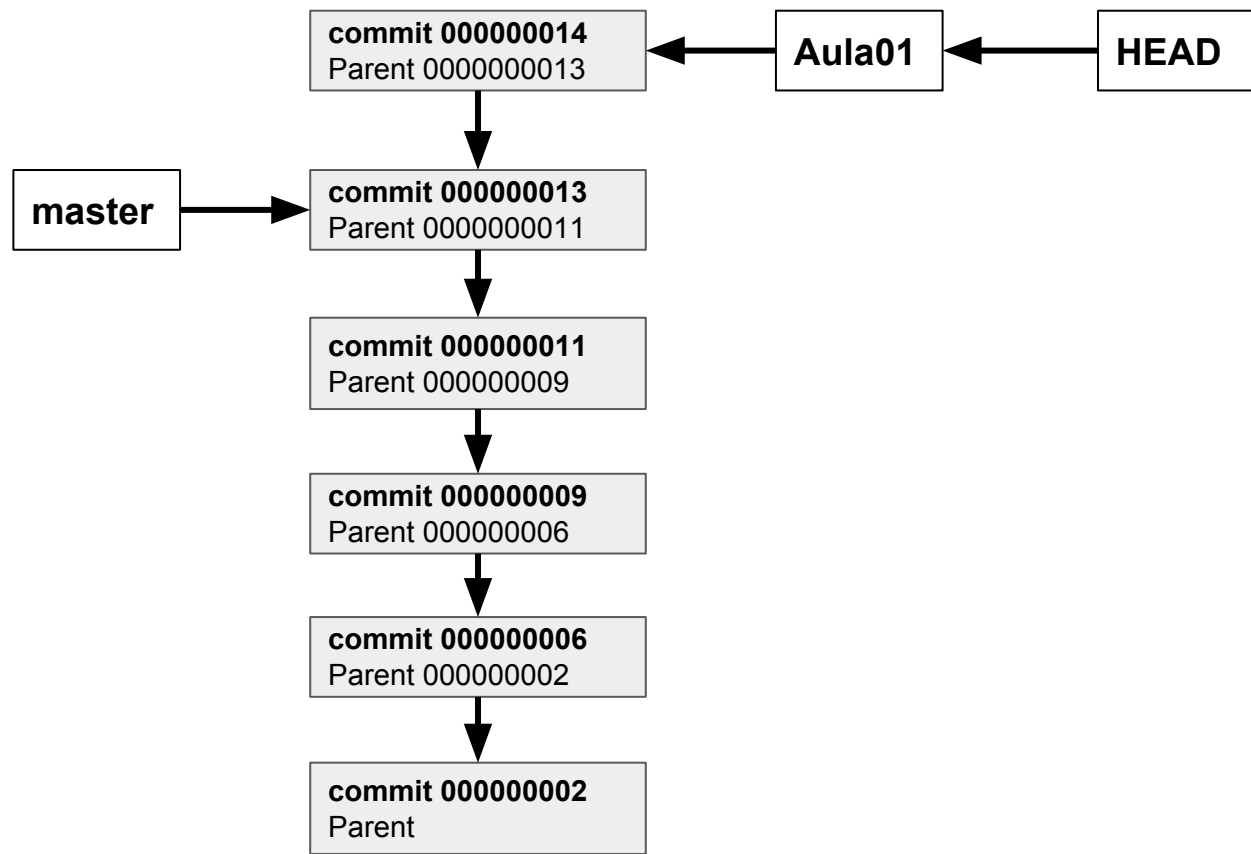 commit 000000014
Parent 0000000013
Aula01
HEAD
master
commit 000000013
Parent 0000000011
commit 000000011
Parent 000000009
commit 000000009
Parent 000000006
commit 000000006
Parent 000000002
commit 000000002
Parent